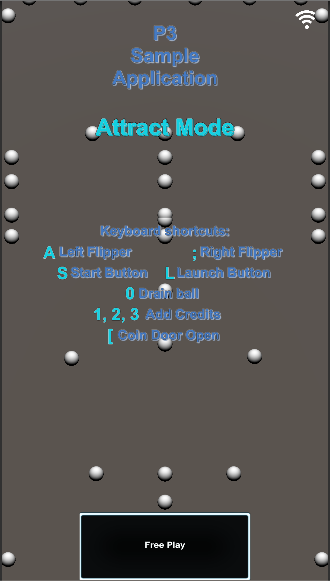 P3
Sample
Application
Attract Mode
Keyboard shortcuts:
A Left Flipper ; Right Flipper
S Start Button L Launch Button
0 Drain ball
1, 2, 3 Add Credits
[ Coin Door Open
Free Play